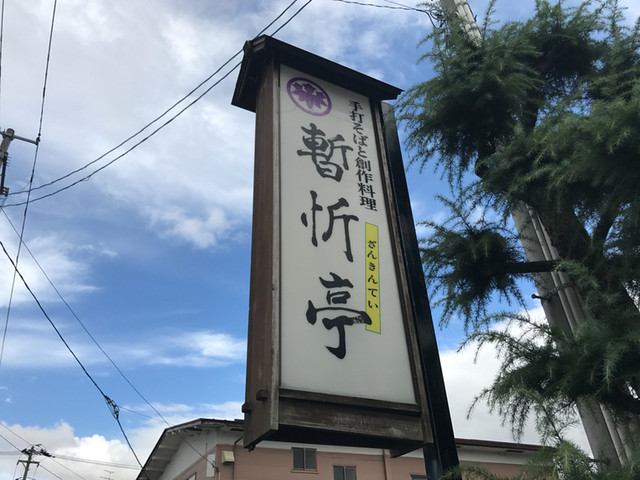 手打そばと創作料理
暫忻亭
ざんきんてい